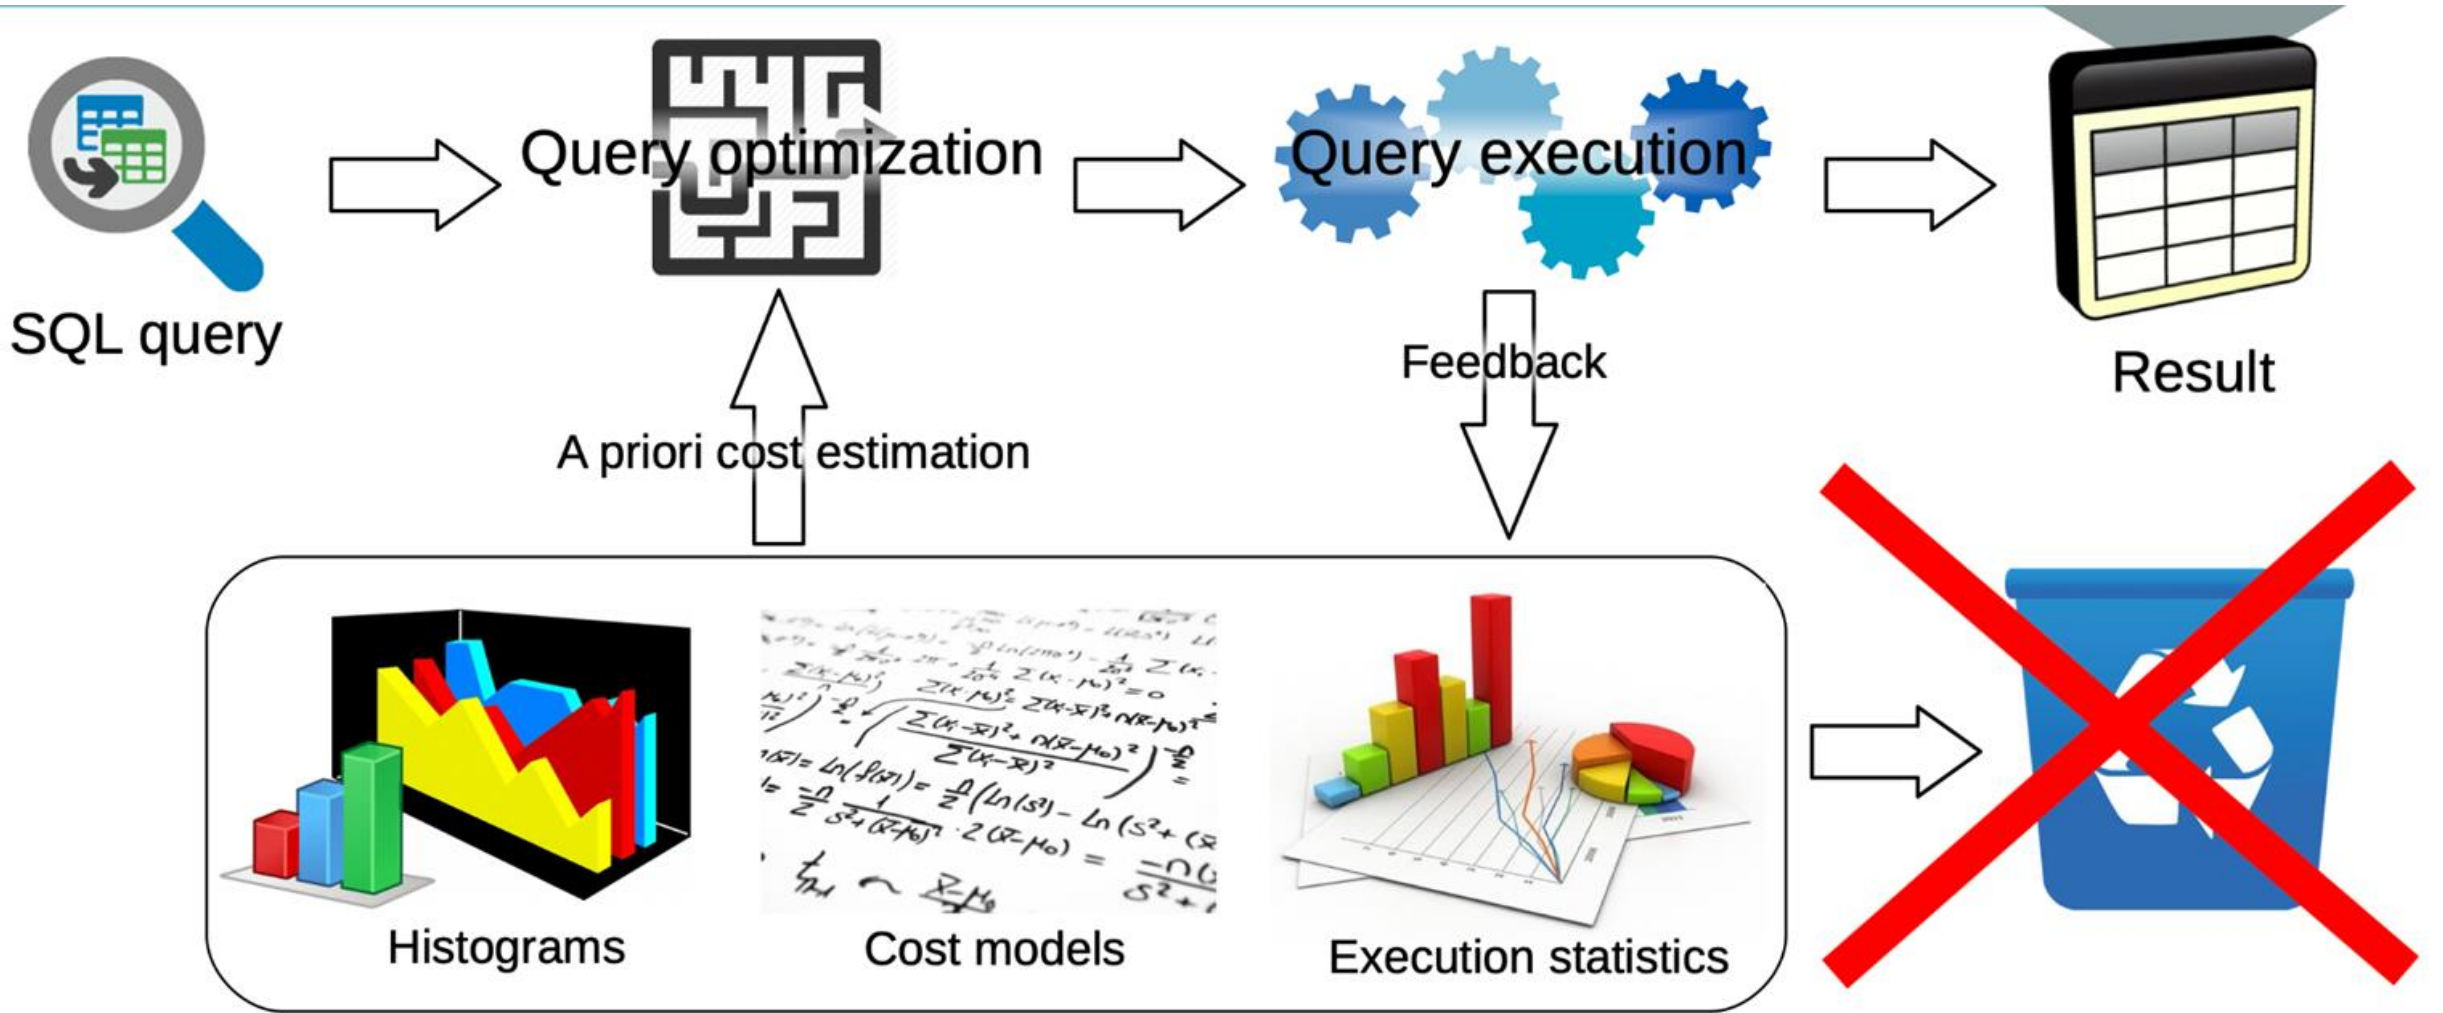 SQL query
Query optimization
Query execution
Result
A priori cost estimation
Feedback
Histograms
Cost models
Execution statistics